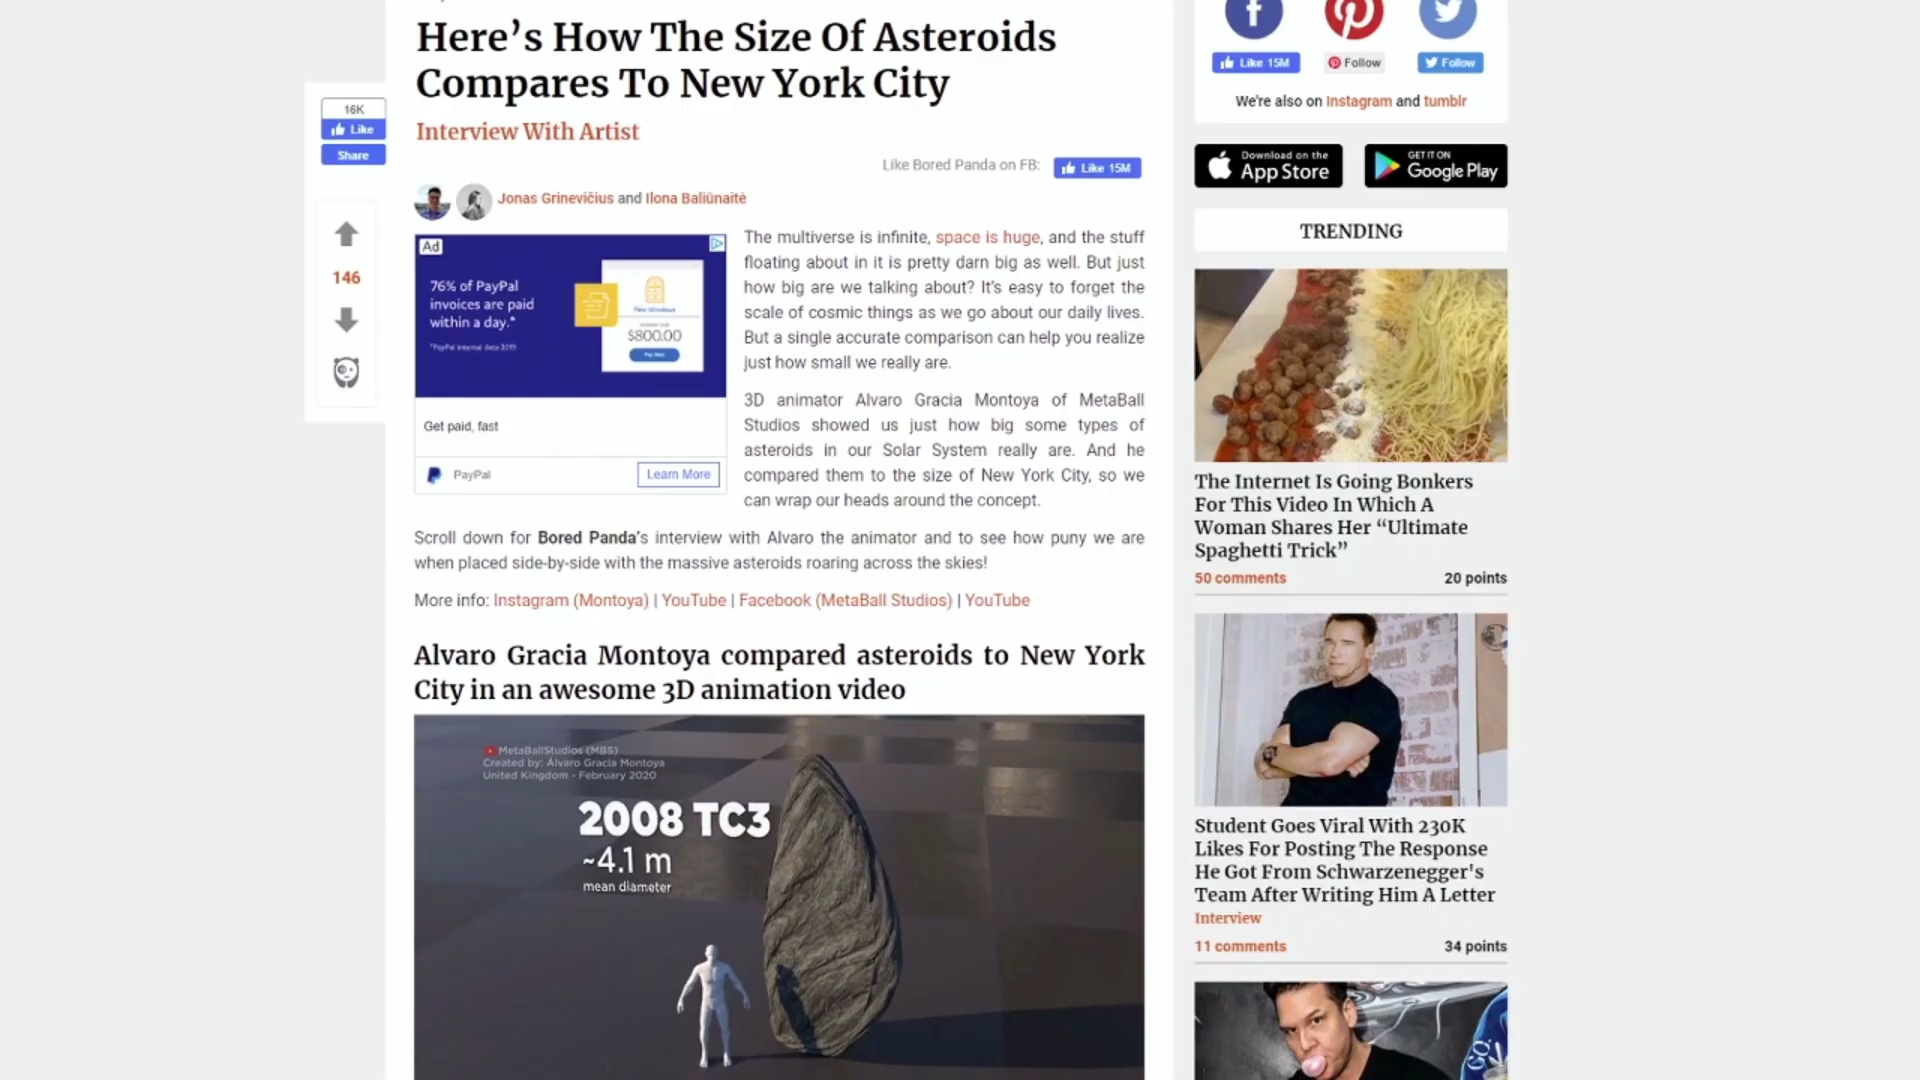 Here’s How The Size Of Asteroids
Compares To New York City
Interview With Artist
16K
Like
Share
146
Like Bored Panda on FB:
Like 15M
Jonas Grinevičius and Ilona Baliūnaitė
Ad
76% of PayPal
invoices are paid
within a day.*
*PayPal internal data 2019
$800.00
Pay Now
Get paid, fast
PayPal
Learn More
The multiverse is infinite, space is huge, and the stuff
floating about in it is pretty darn big as well. But just
how big are we talking about? It’s easy to forget the
scale of cosmic things as we go about our daily lives.
But a single accurate comparison can help you realize
just how small we really are.
3D animator Alvaro Gracia Montoya of MetaBall
Studios showed us just how big some types of
asteroids in our Solar System really are. And he
compared them to the size of New York City, so we
can wrap our heads around the concept.
Scroll down for Bored Panda’s interview with Alvaro the animator and to see how puny we are
when placed side-by-side with the massive asteroids roaring across the skies!
More info: Instagram (Montoya) | YouTube | Facebook (MetaBall Studios) | YouTube
Alvaro Gracia Montoya compared asteroids to New York
City in an awesome 3D animation video
MetaBallStudios (MBS)
Created by: Álvaro Gracia Montoya
United Kingdom - February 2020
2008 TC3
~4.1 m
mean diameter
Like 15M
Follow
Follow
We're also on Instagram and tumblr
Download on the
App Store
GET IT ON
Google Play
TRENDING
The Internet Is Going Bonkers
For This Video In Which A
Woman Shares Her “Ultimate
Spaghetti Trick”
50 comments
20 points
Student Goes Viral With 230K
Likes For Posting The Response
He Got From Schwarzenegger's
Team After Writing Him A Letter
Interview
11 comments
34 points